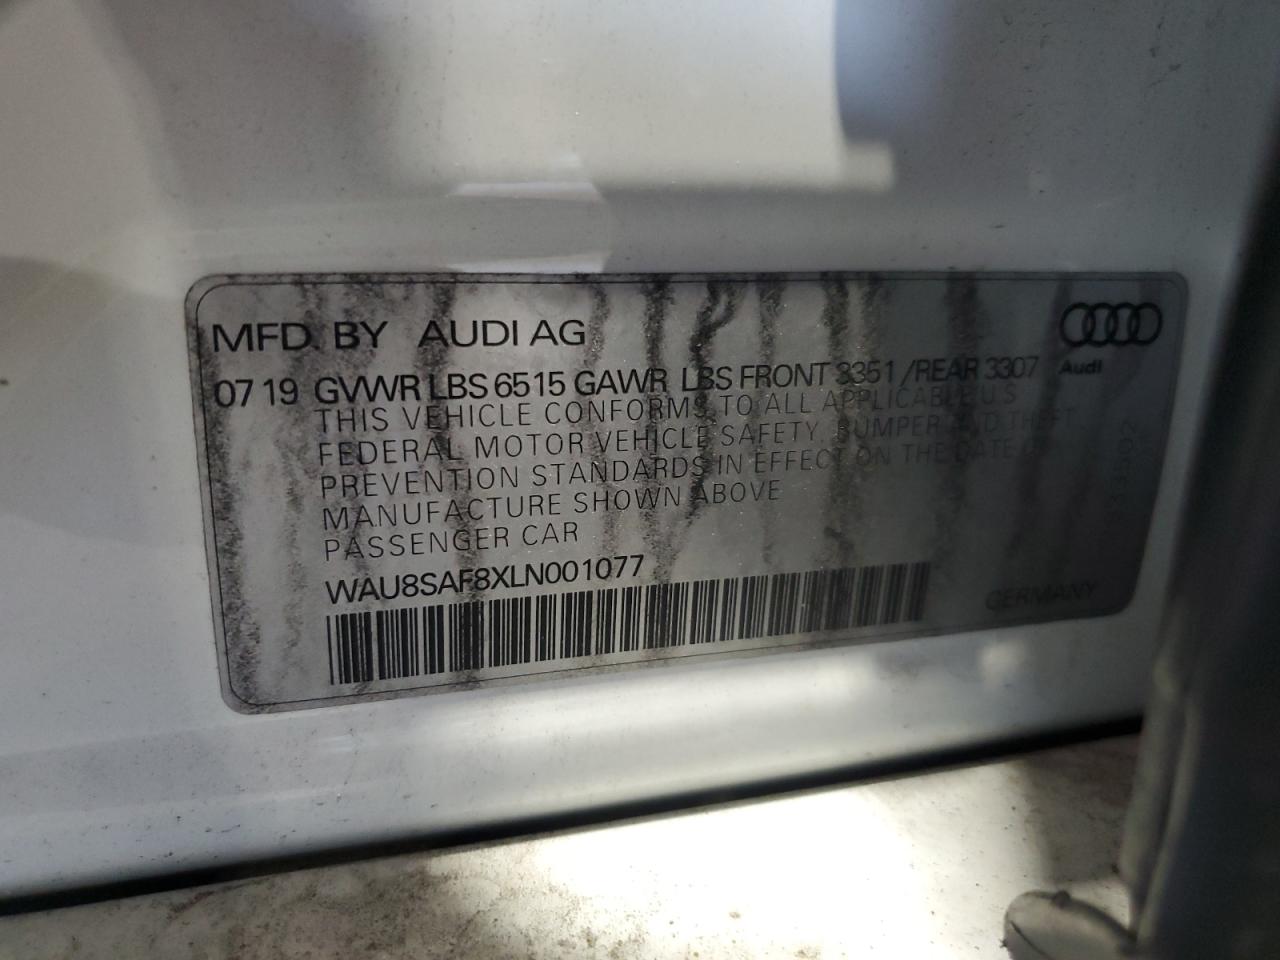 MFD. BY AUDI AG
07 19 GVWR LBS 6515 GAWR LBS FRONT 3351 /REAR 3307
Audi
THIS VEHICLE CONFORMS TO ALL APPLICABLE U.S
FEDERAL MOTOR VEHICLE SAFETY, BUMPER AND THEFT
PREVENTION STANDARDS IN EFFECT ON THE DATE OF
MANUFACTURE SHOWN ABOVE
PASSENGER CAR
WAU8SAF8XLN001077
GERMANY